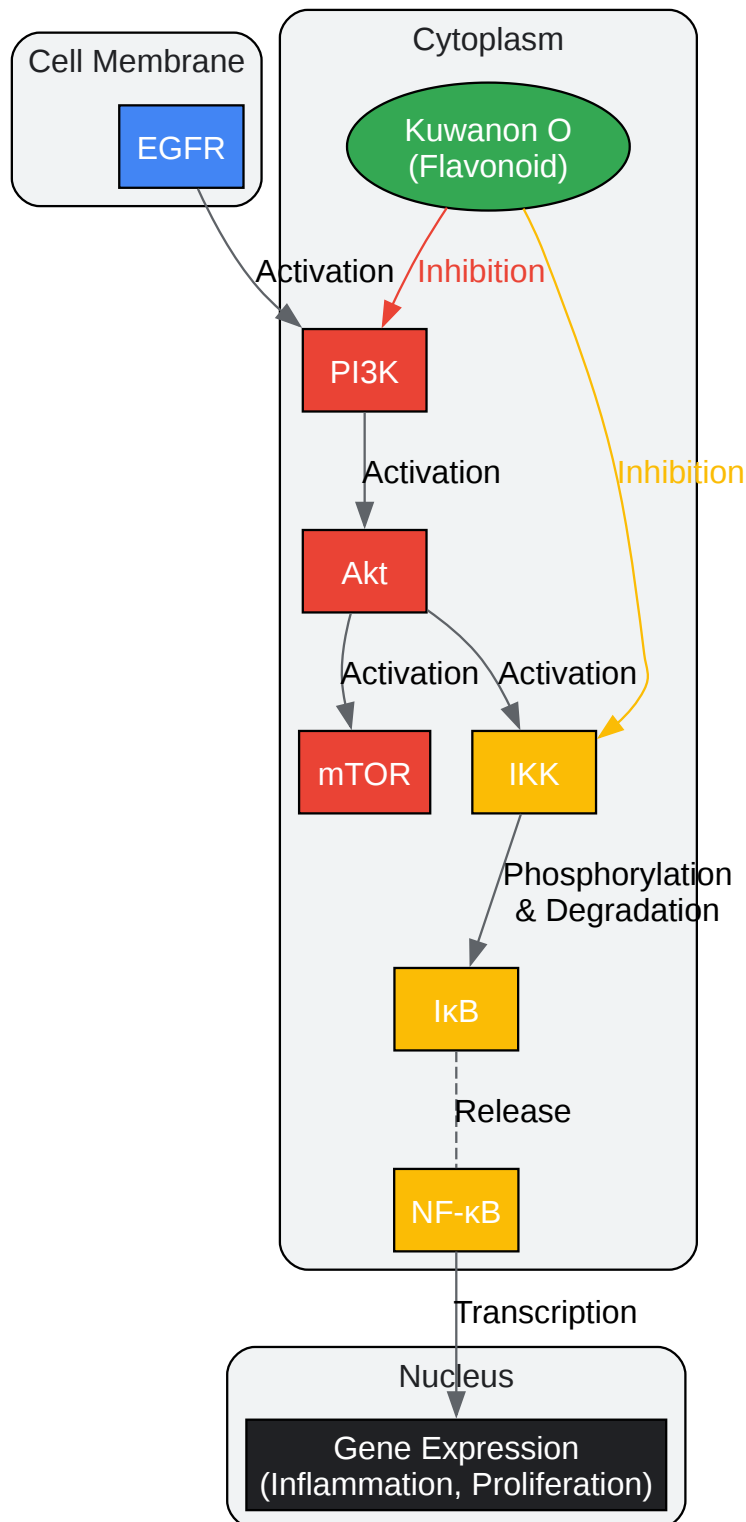 Cytoplasm
Cell Membrane
Kuwanon O
(Flavonoid)
EGFR
Activation
Inhibition
PI3K
Activation
Inhibition
Akt
Activation
Activation
mTOR
IKK
Phosphorylation
& Degradation
IκB
Release
NF-κB
Transcription
Nucleus
Gene Expression
(Inflammation, Proliferation)